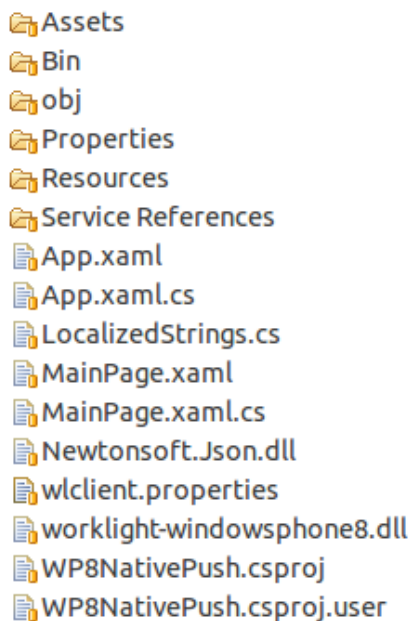 Assets
Bin
obj
Properties
Resources
Service References
App.xaml
App.xaml.cs
LocalizedStrings.cs
MainPage.xaml
MainPage.xaml.cs
Newtonsoft.Json.dll
wlclient.properties
worklight-windowsphone8.dll
WP8NativePush.csproj
WP8NativePush.csproj.user